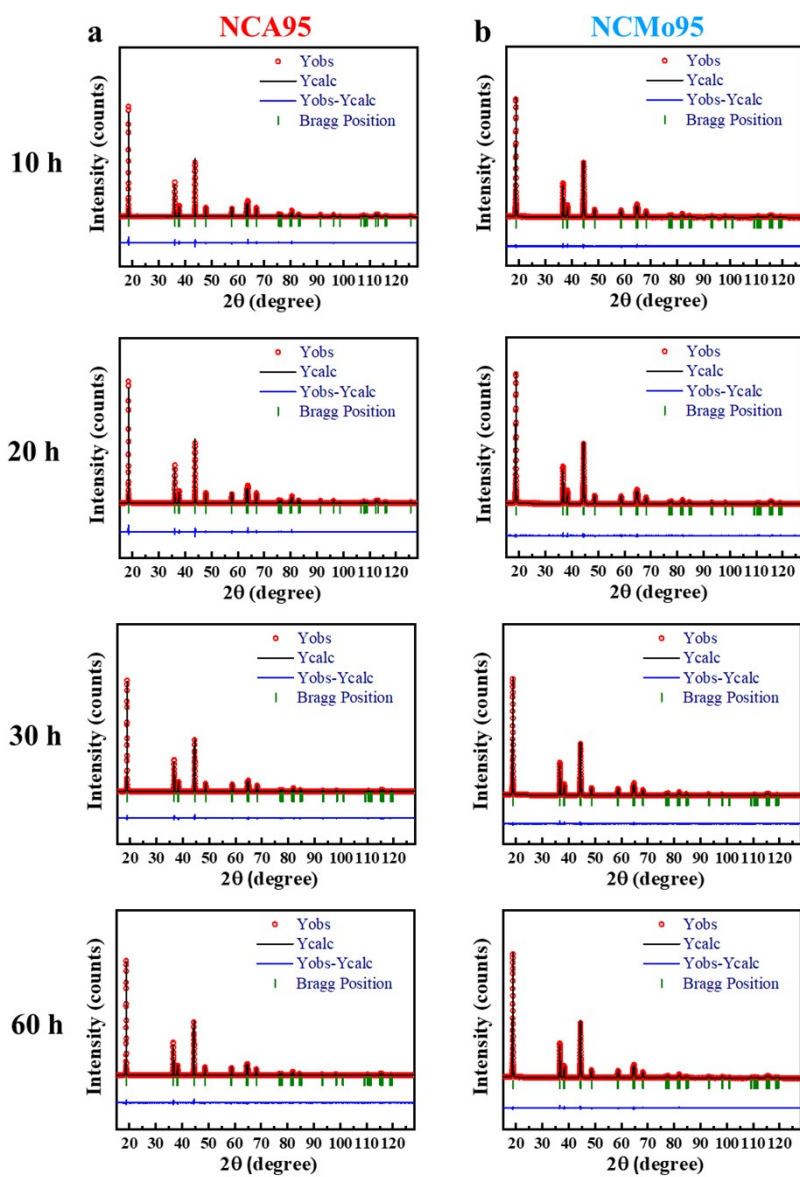 a NCA95 b NCMo95
10 h
Intensity (counts)
Yobs
Ycalc
Yobs-Ycalc
Bragg Position
20 30 40 50 60 70 80 90 100 110 120
2θ (degree)
Intensity (counts)
Yobs
Ycalc
Yobs-Ycalc
Bragg Position
20 30 40 50 60 70 80 90 100 110 120
2θ (degree)
20 h
Intensity (counts)
Yobs
Ycalc
Yobs-Ycalc
Bragg Position
20 30 40 50 60 70 80 90 100 110 120
2θ (degree)
Intensity (counts)
Yobs
Ycalc
Yobs-Ycalc
Bragg Position
20 30 40 50 60 70 80 90 100 110 120
2θ (degree)
30 h
Intensity (counts)
Yobs
Ycalc
Yobs-Ycalc
Bragg Position
20 30 40 50 60 70 80 90 100 110 120
2θ (degree)
Intensity (counts)
Yobs
Ycalc
Yobs-Ycalc
Bragg Position
20 30 40 50 60 70 80 90 100 110 120
2θ (degree)
60 h
Intensity (counts)
Yobs
Ycalc
Yobs-Ycalc
Bragg Position
20 30 40 50 60 70 80 90 100 110 120
2θ (degree)
Intensity (counts)
Yobs
Ycalc
Yobs-Ycalc
Bragg Position
20 30 40 50 60 70 80 90 100 110 120
2θ (degree)